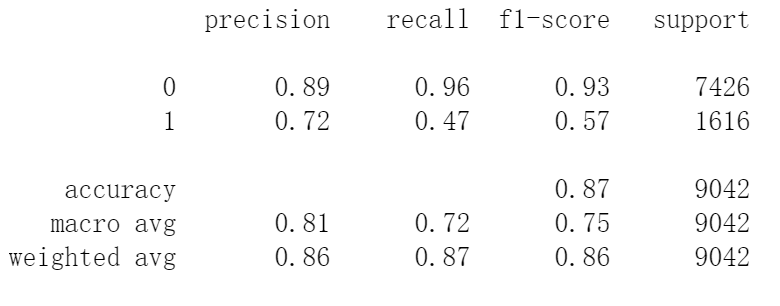 precision recall f1-score support
0 0.89 0.96 0.93 7426
1 0.72 0.47 0.57 1616
accuracy 0.87 9042
macro avg 0.81 0.72 0.75 9042
weighted avg 0.86 0.87 0.86 9042